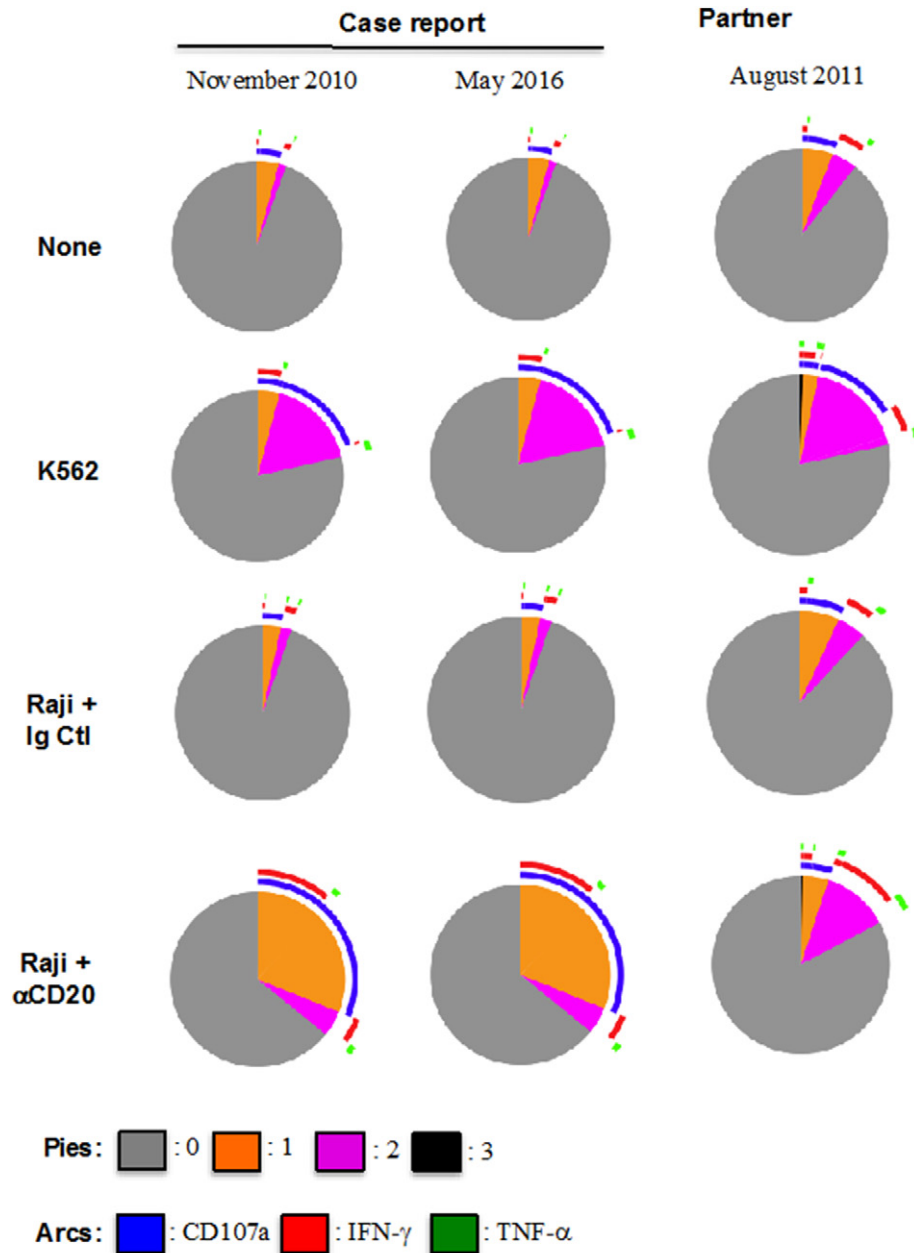 Case report Partner
November 2010 May 2016 August 2011
None
K562
Raji +
Ig Ctl
Raji +
αCD20
Pies: : 0 : 1 : 2 : 3
Arcs: : CD107a : IFN-γ : TNF-α